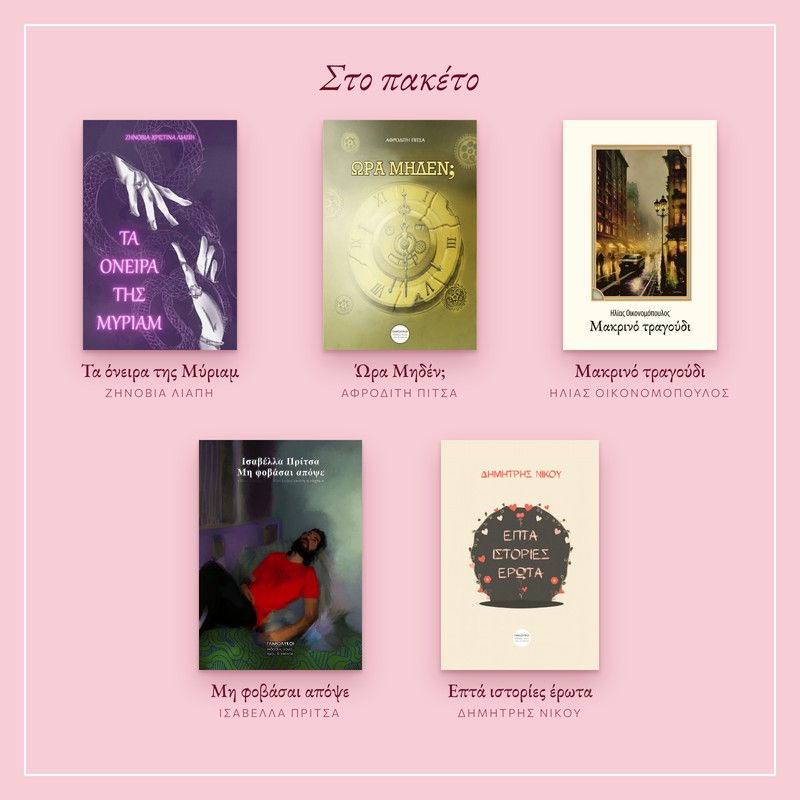 Στο πακέτο
ΖΗΝΟΒΙΑ ΧΡΙΣΤΙΝΑ ΛΙΑΠΗ
ΤΑ
ΟΝΕΙΡΑ
ΤΗΣ
ΜΥΡΙΑΜ
Τα όνειρα της Μύριαμ
ΖΗΝΟΒΙΑ ΛΙΑΠΗ
ΑΦΡΟΔΙΤΗ ΠΙΤΣΑ
ΩΡΑ ΜΗΔΕΝ;
Ώρα Μηδέν;
ΑΦΡΟΔΙΤΗ ΠΙΤΣΑ
Ηλίας Οικονομόπουλος
Μακρινό τραγούδι
Μακρινό τραγούδι
ΗΛΙΑΣ ΟΙΚΟΝΟΜΟΠΟΥΛΟΣ
Ισαβέλλα Πρίτσα
Μη φοβάσαι απόψε
ΠΑΡΟΛΥΚΟΙ
Μη φοβάσαι απόψε
ΙΣΑΒΕΛΛΑ ΠΡΙΤΣΑ
ΔΗΜΗΤΡΗΣ ΝΙΚΟΥ
ΕΠΤΑ
ΙΣΤΟΡΙΕΣ
ΕΡΩΤΑ
Επτά ιστορίες έρωτα
ΔΗΜΗΤΡΗΣ ΝΙΚΟΥ